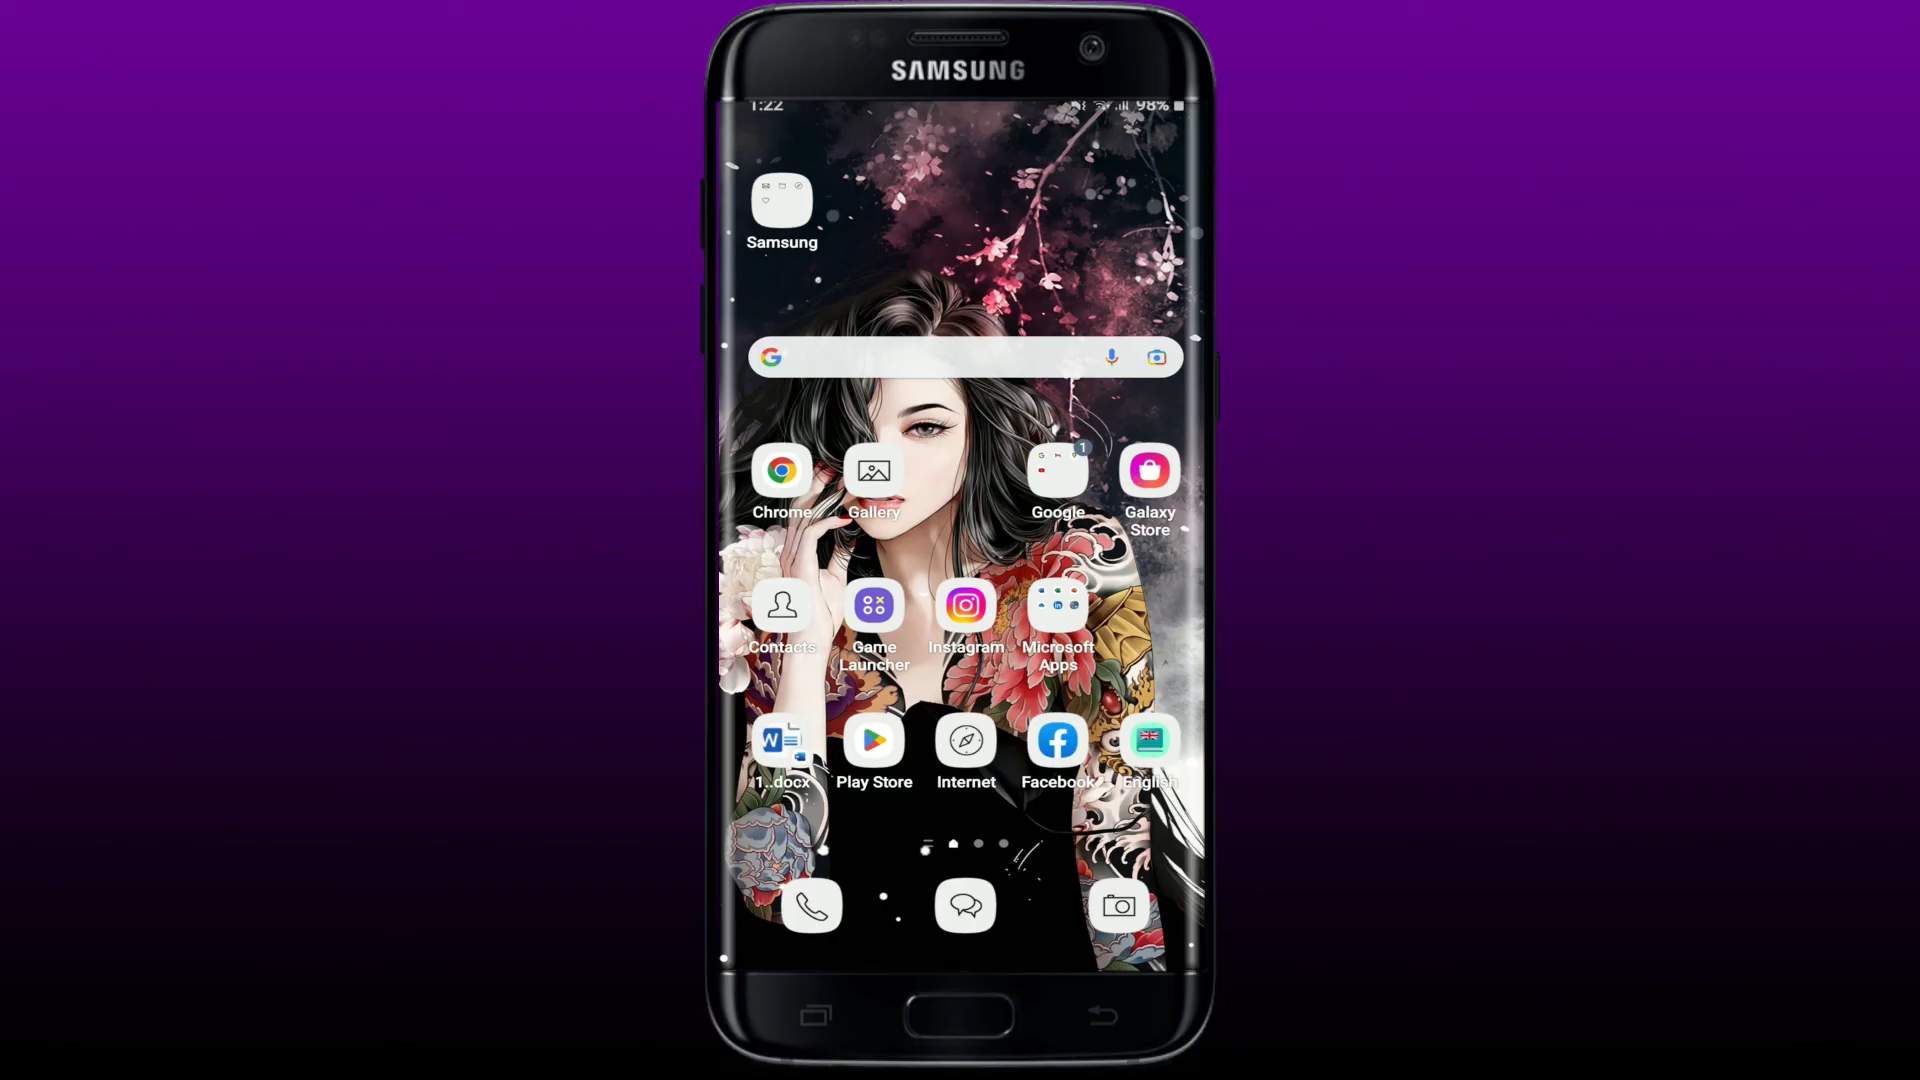 SAMSUNG
1:22 98%
Samsung
1
Chrome Gallery Google Galaxy
Store
Contacts Game Instagram Microsoft
Launcher Apps
W
1..docx Play Store Internet Facebook English